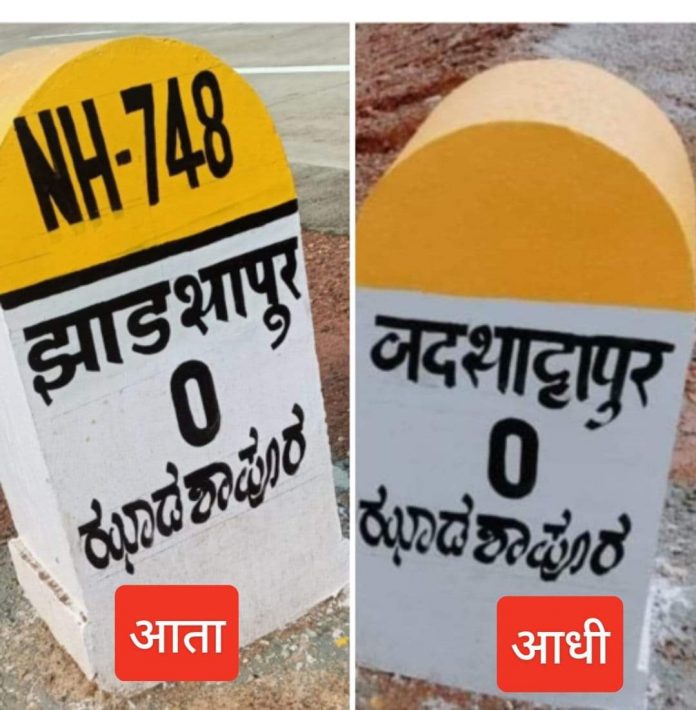 NH-748
झाडशापुर
0
ಝಾಡಶಾಪೂರ
आता
जदशाट्टापुर
0
ಝಾಡಶಾಪೂರ
आधी